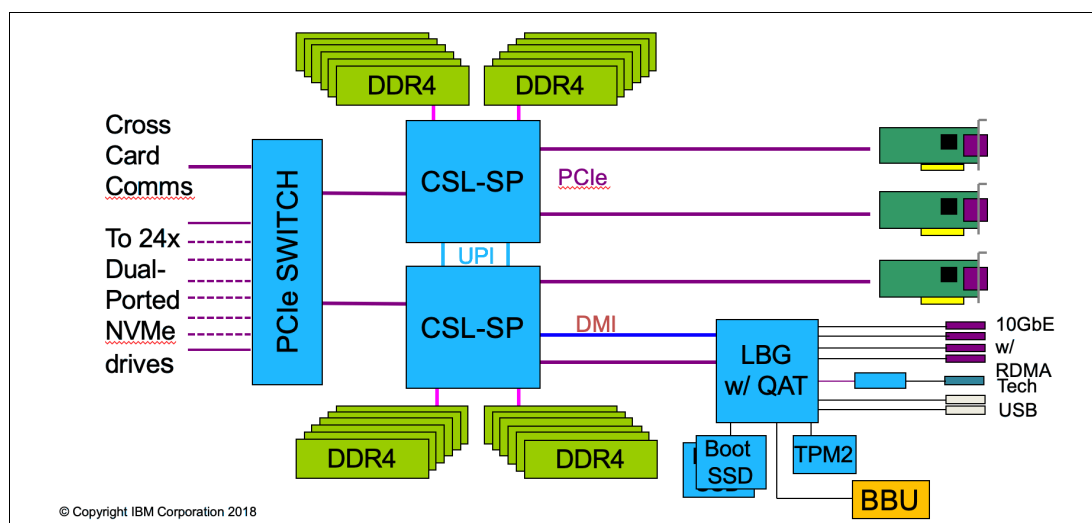 DDR4
DDR4
Cross
Card
Comms
PCIe SWITCH
CSL-SP
PCIe
UPI
To 24x
Dual-
Ported
NVMe
drives
CSL-SP
DMI
LBG
w/ QAT
10GbE
w/
RDMA
Tech
USB
DDR4
DDR4
Boot
SSD
TPM2
BBU
© Copyright IBM Corporation 2018